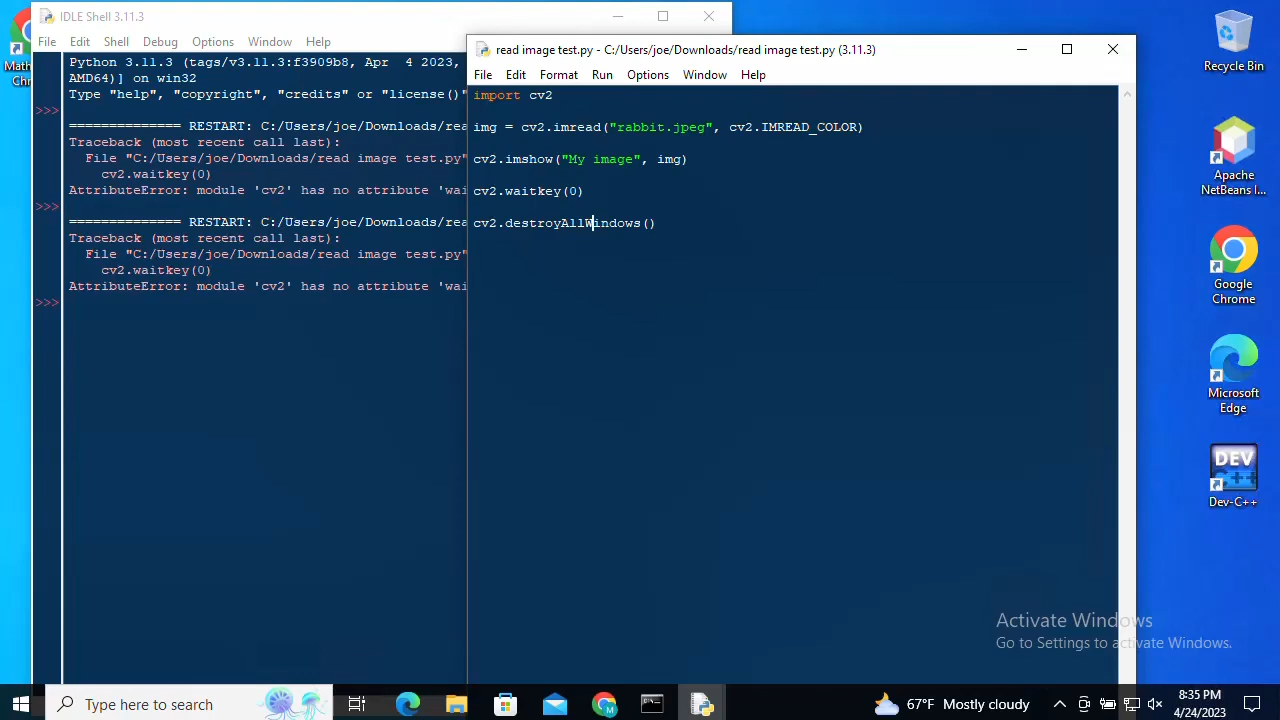 IDLE Shell 3.11.3
File Edit Shell Debug Options Window Help
Python 3.11.3 (tags/v3.11.3:f3909b8, Apr  4 2023,
AMD64)] on win32
Type "help", "copyright", "credits" or "license()"
>>>
============== RESTART: C:/Users/joe/Downloads/rea
Traceback (most recent call last):
File "C:/Users/joe/Downloads/read image test.py"
cv2.waitkey(0)
AttributeError: module 'cv2' has no attribute 'wai
>>>
============== RESTART: C:/Users/joe/Downloads/rea
Traceback (most recent call last):
File "C:/Users/joe/Downloads/read image test.py"
cv2.waitkey(0)
AttributeError: module 'cv2' has no attribute 'wai
>>>
read image test.py - C:/Users/joe/Downloads/read image test.py (3.11.3)
File Edit Format Run Options Window Help
import cv2
img = cv2.imread("rabbit.jpeg", cv2.IMREAD_COLOR)
cv2.imshow("My image", img)
cv2.waitkey(0)
cv2.destroyAllWindows()
Recycle Bin
Apache
NetBeans I...
Google
Chrome
Microsoft
Edge
DEV
C++
Dev-C++
Activate Windows
Go to Settings to activate Windows.
Type here to search
67°F Mostly cloudy
8:35 PM
4/24/2023